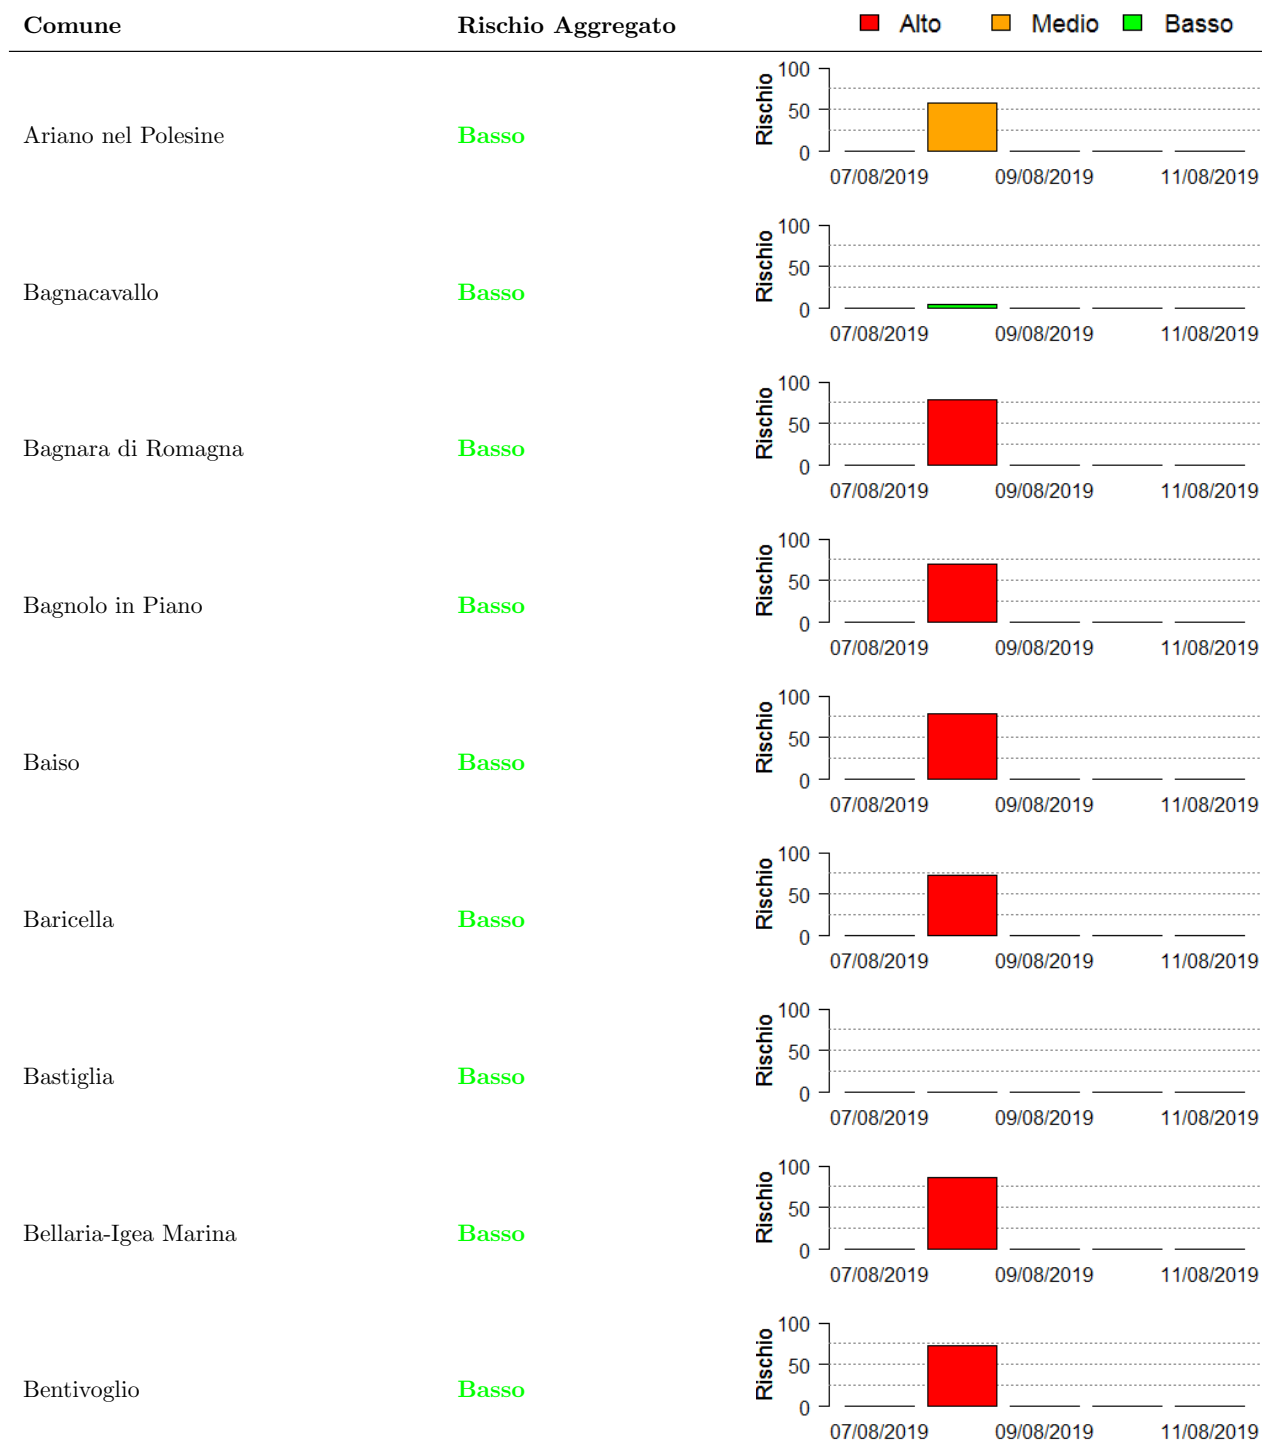 Comune Rischio Aggregato Alto Medio Basso
100
Rischio
50
Ariano nel Polesine Basso
0
07/08/2019 09/08/2019 11/08/2019
100
Rischio
50
Bagnacavallo Basso
0
07/08/2019 09/08/2019 11/08/2019
100
Rischio
50
Bagnara di Romagna Basso
0
07/08/2019 09/08/2019 11/08/2019
100
Rischio
50
Bagnolo in Piano Basso
0
07/08/2019 09/08/2019 11/08/2019
100
Rischio
50
Baiso Basso
0
07/08/2019 09/08/2019 11/08/2019
100
Rischio
50
Baricella Basso
0
07/08/2019 09/08/2019 11/08/2019
100
Rischio
50
Bastiglia Basso
0
07/08/2019 09/08/2019 11/08/2019
100
Rischio
50
Bellaria-Igea Marina Basso
0
07/08/2019 09/08/2019 11/08/2019
100
Rischio
50
Bentivoglio Basso
0
07/08/2019 09/08/2019 11/08/2019